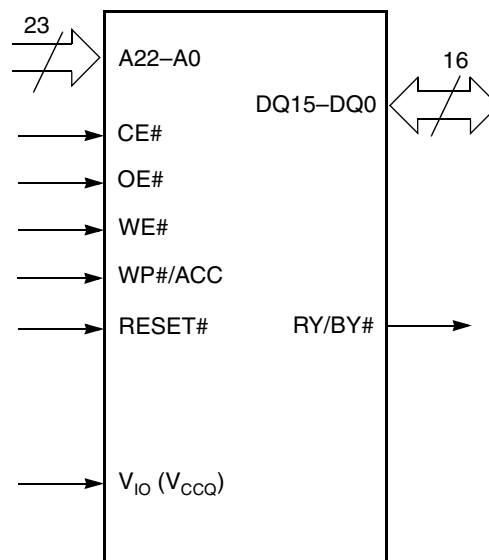 23
A22–A0
16
DQ15–DQ0
CE#
OE#
WE#
WP#/ACC
RESET#
RY/BY#
V_IO (V_CCQ)